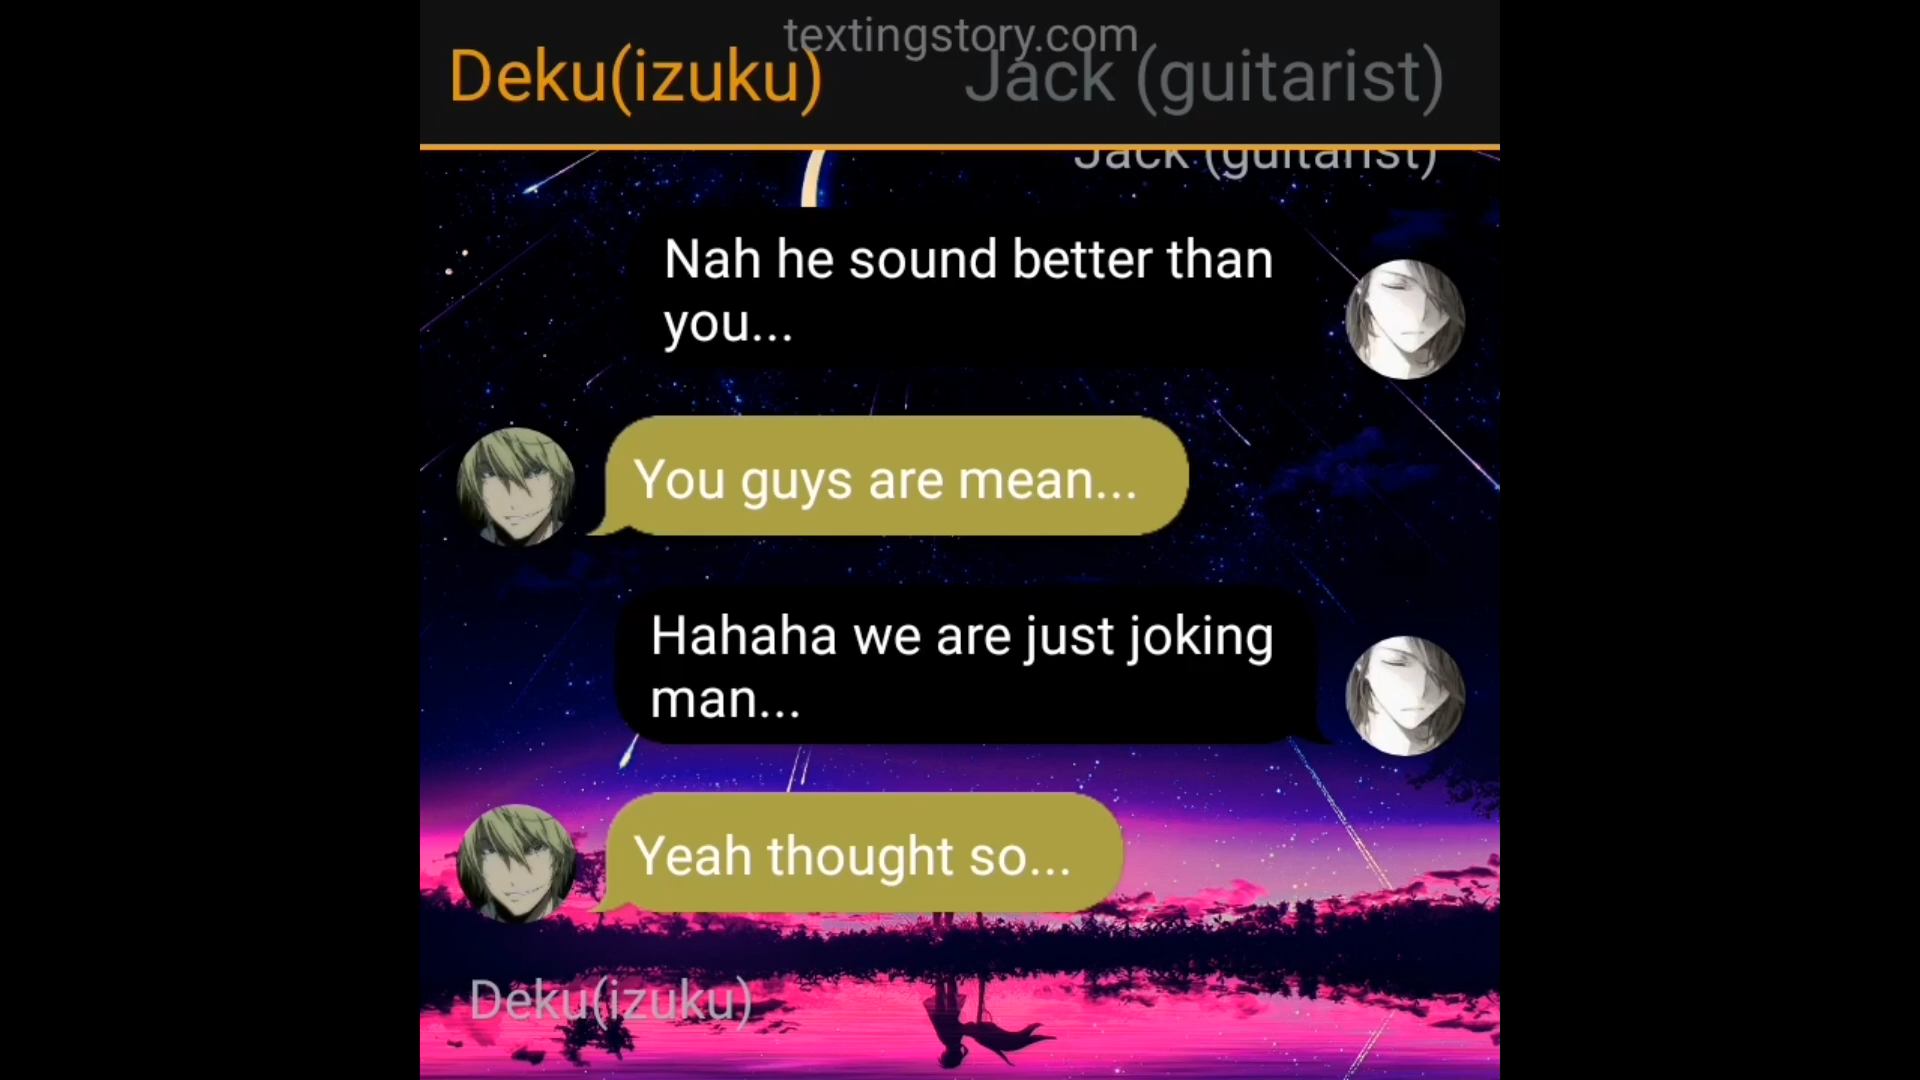 textingstory.com
Deku(izuku)
Jack (guitarist)
Jack (guitarist)
Nah he sound better than
you...
You guys are mean...
Hahaha we are just joking
man...
Yeah thought so...
Deku(izuku)